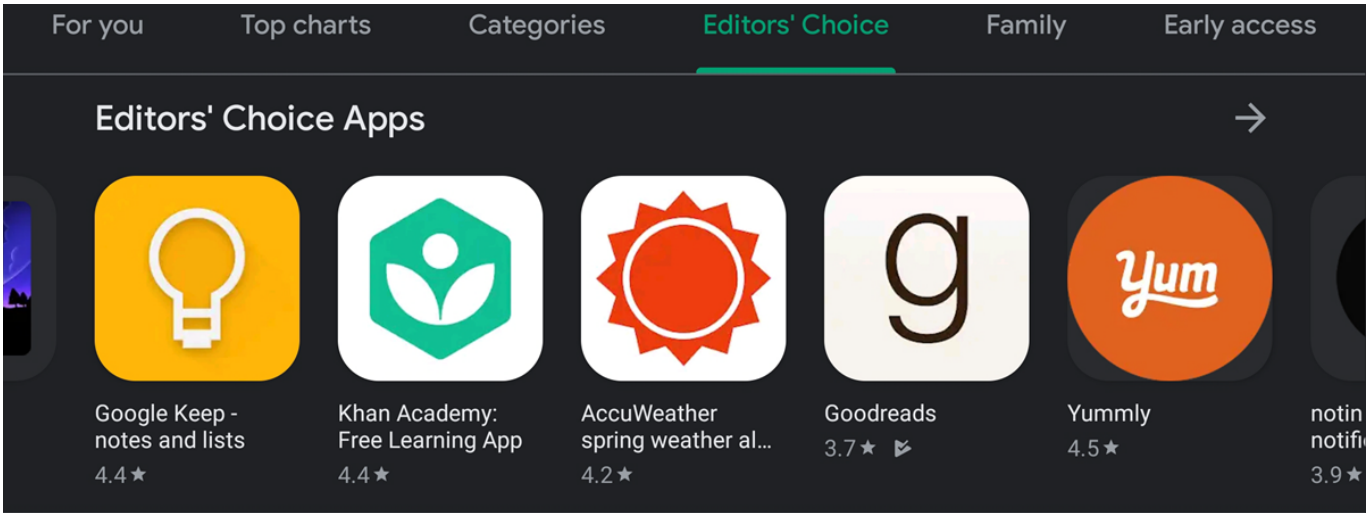 For you Top charts Categories Editors' Choice Family Early access
Editors' Choice Apps
g
yum
Google Keep -
notes and lists
4.4★
Khan Academy:
Free Learning App
4.4★
AccuWeather
spring weather al...
4.2★
Goodreads
3.7★
Yummly
4.5★
notin
notifi
3.9★